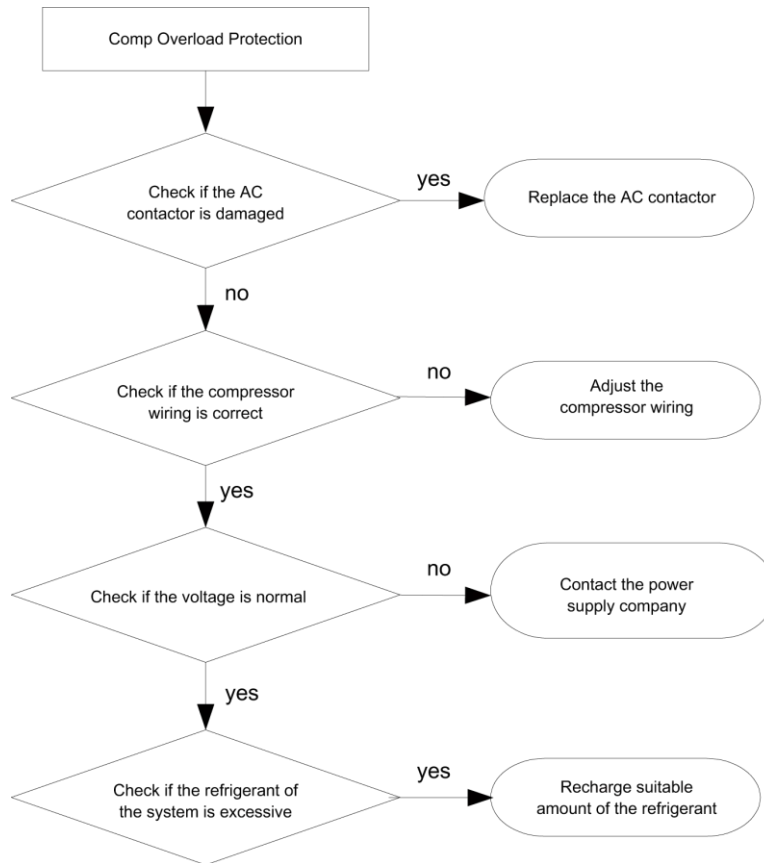 Comp Overload Protection
Check if the AC
contactor is damaged
yes
Replace the AC contactor
no
Check if the compressor
wiring is correct
no
Adjust the
compressor wiring
yes
Check if the voltage is normal
no
Contact the power
supply company
yes
Check if the refrigerant of
the system is excessive
yes
Recharge suitable
amount of the refrigerant